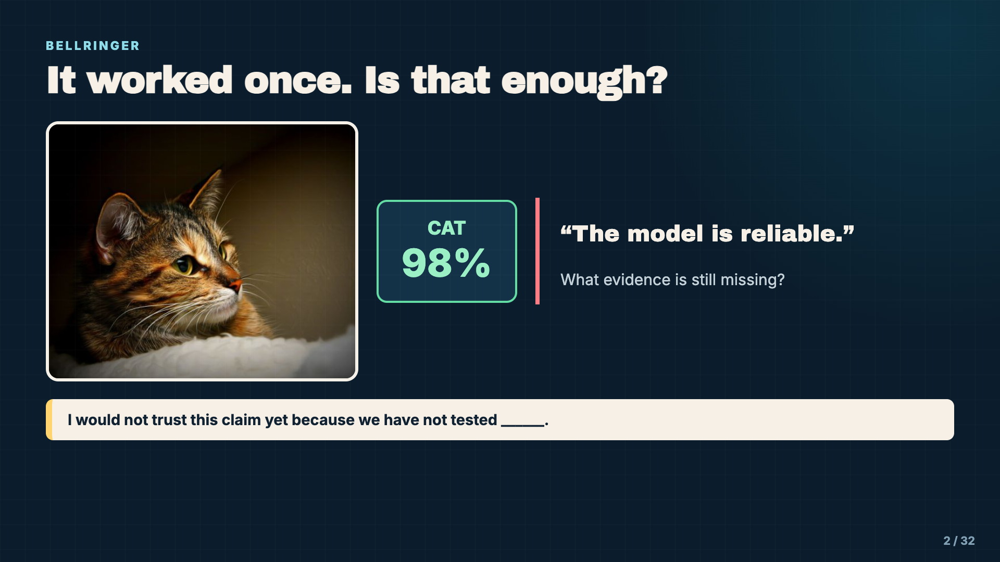 BELLRINGER
It worked once. Is that enough?
CAT
98%
“The model is reliable.”
What evidence is still missing?
I would not trust this claim yet because we have not tested ______.
2 / 32